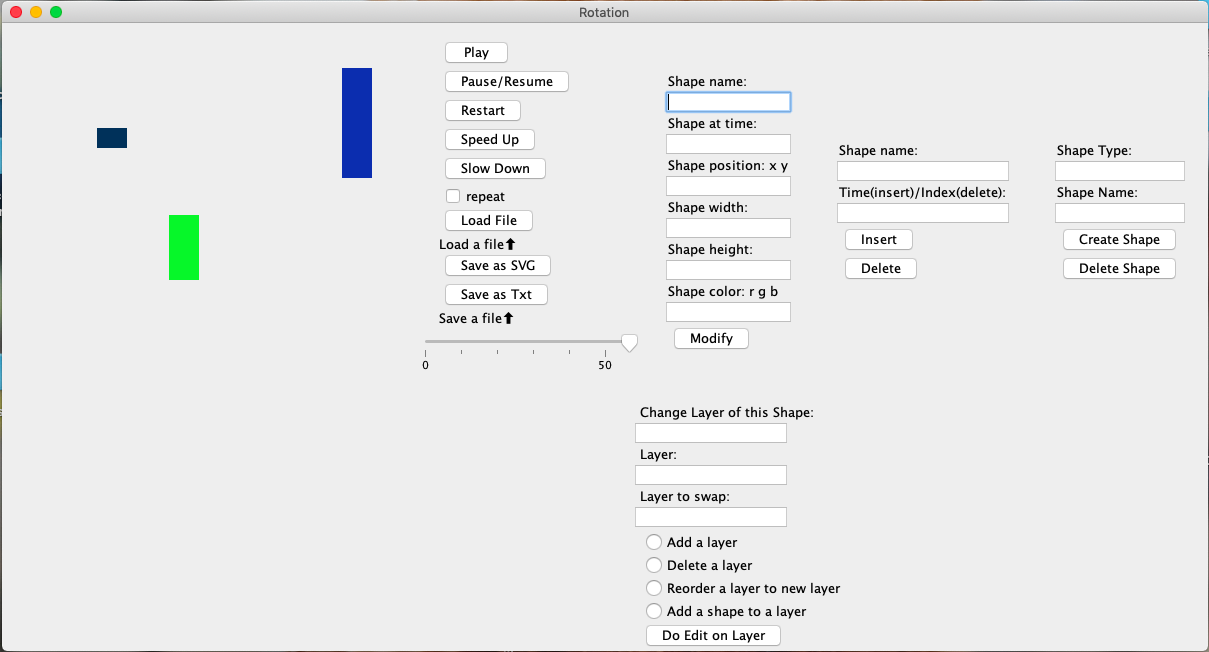 Rotation
Play
Pause/Resume
Restart
Speed Up
Slow Down
repeat
Load File
Load a file⬆
Save as SVG
Save as Txt
Save a file⬆
0
50
Shape name:
Shape at time:
Shape position: x y
Shape width:
Shape height:
Shape color: r g b
Modify
Shape name:
Time(insert)/Index(delete):
Insert
Delete
Shape Type:
Shape Name:
Create Shape
Delete Shape
Change Layer of this Shape:
Layer:
Layer to swap:
Add a layer
Delete a layer
Reorder a layer to new layer
Add a shape to a layer
Do Edit on Layer